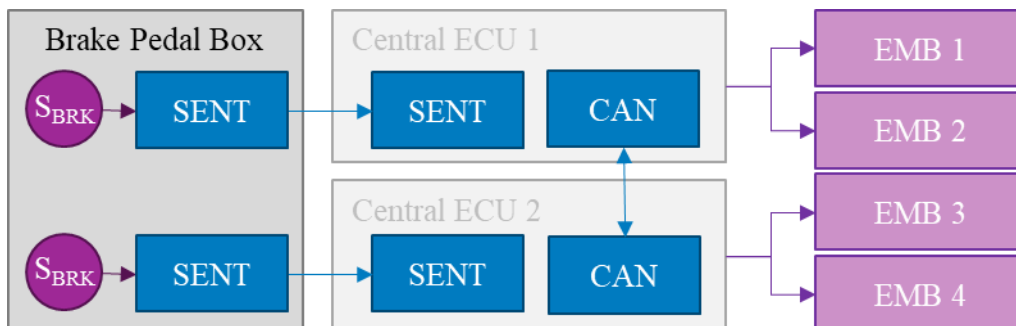 Brake Pedal Box
S_BRK
SENT
Central ECU 1
SENT
CAN
EMB 1
EMB 2
S_BRK
SENT
Central ECU 2
SENT
CAN
EMB 3
EMB 4